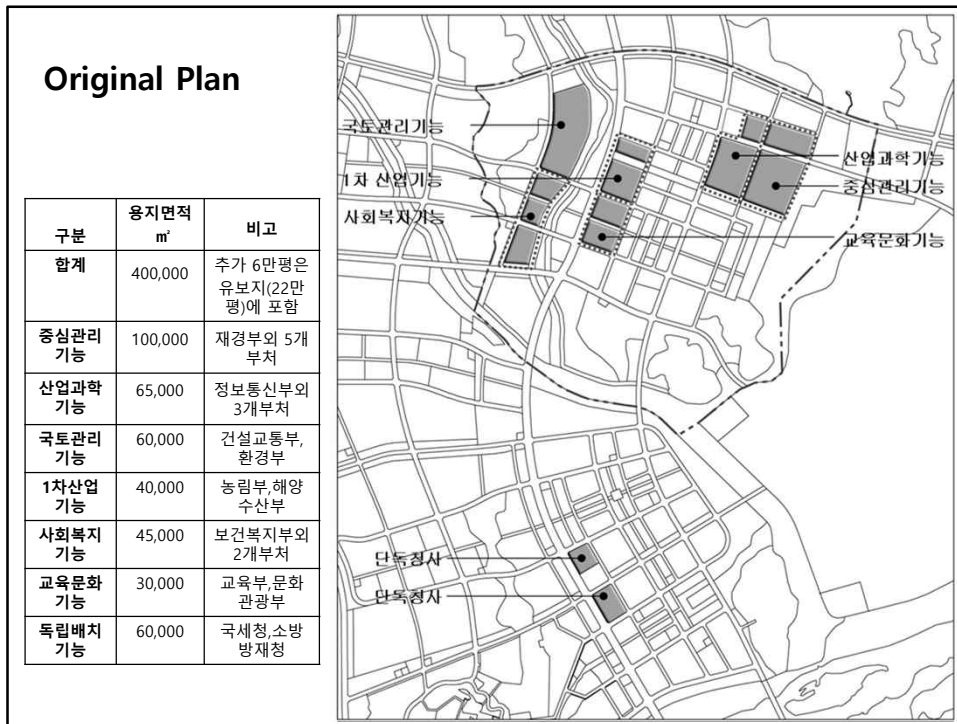 Original Plan
구분
용지면적
㎡
비고
합계
400,000
추가 6만평은
유보지(22만
평)에 포함
중심관리
기능
100,000
재경부외 5개
부처
산업과학
기능
65,000
정보통신부외
3개부처
국토관리
기능
60,000
건설교통부,
환경부
1차산업
기능
40,000
농림부,해양
수산부
사회복지
기능
45,000
보건복지부외
2개부처
교육문화
기능
30,000
교육부,문화
관광부
독립배치
기능
60,000
국세청,소방
방재청
국토관리기능
1차 산업기능
사회복지기능
산업과학기능
중심관리기능
교육문화기능
단독청사
단독청사